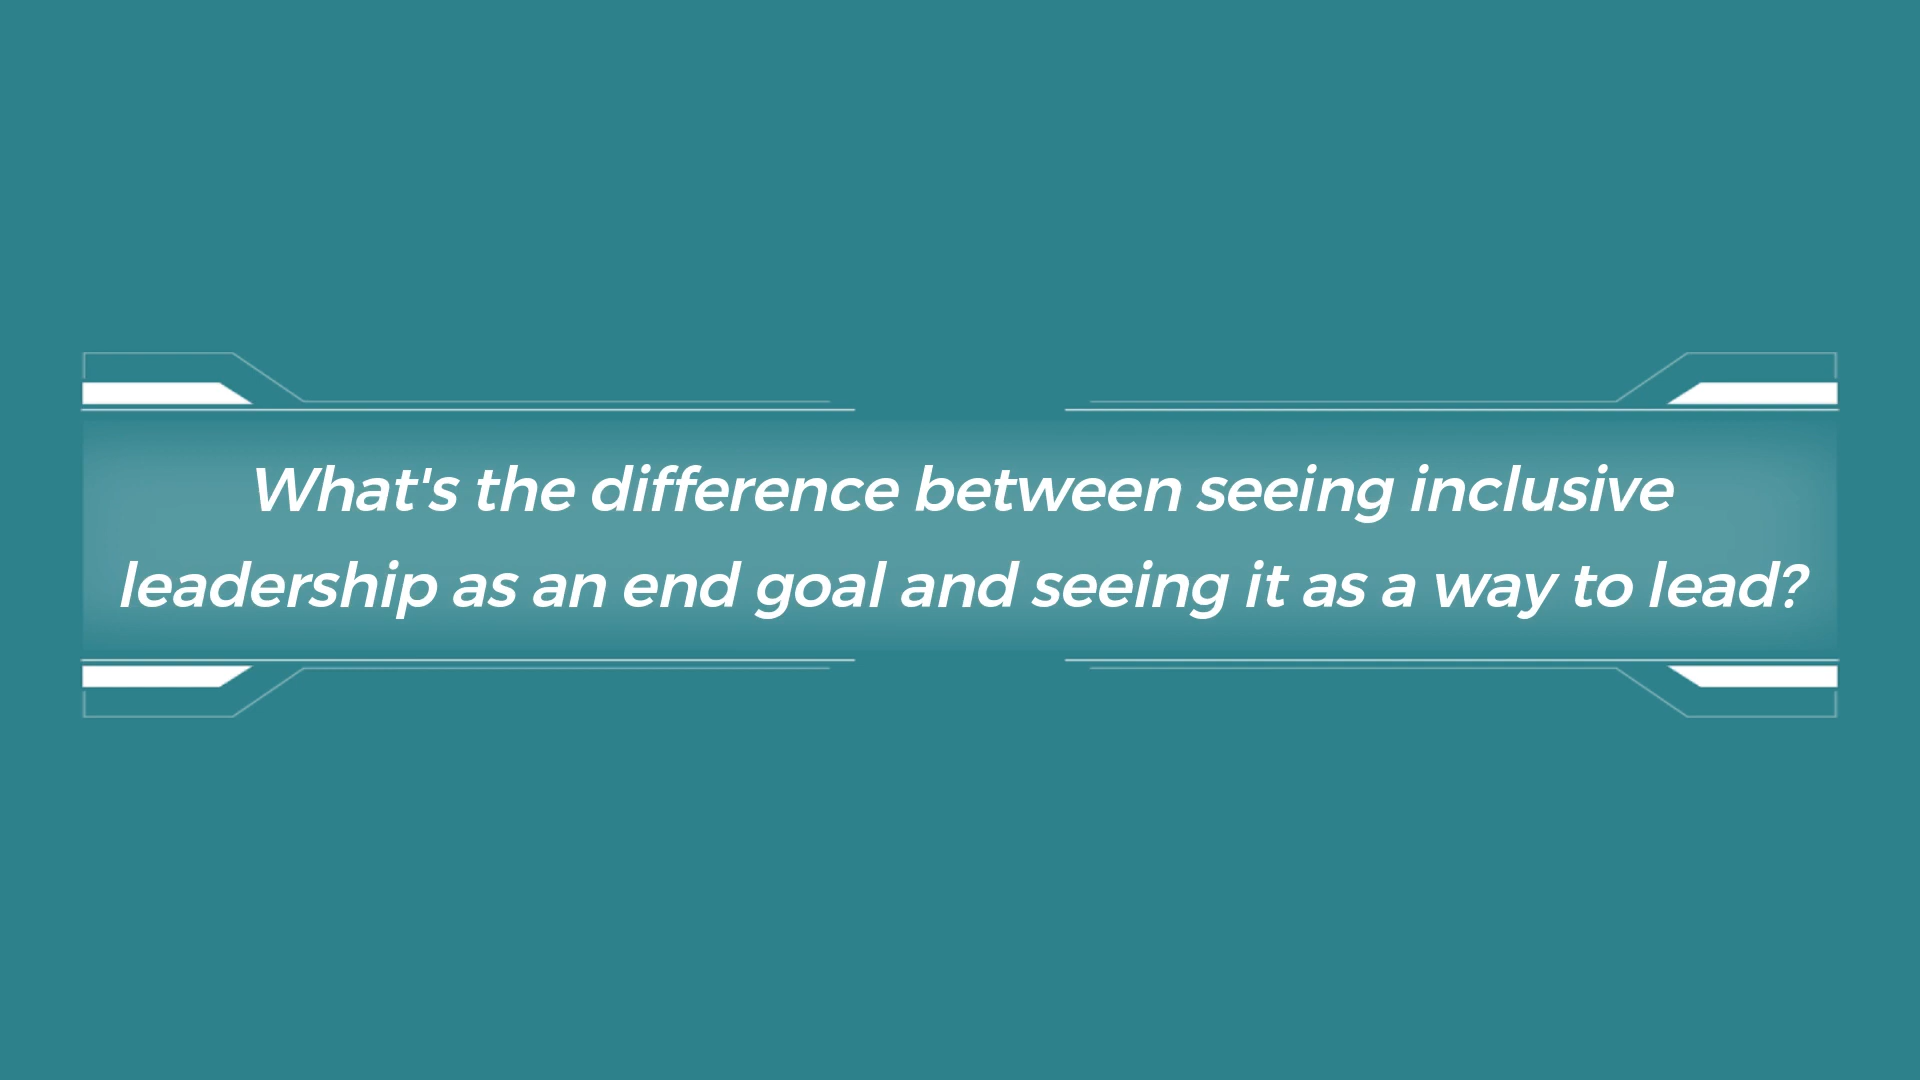 What's the difference between seeing inclusive
leadership as an end goal and seeing it as a way to lead?